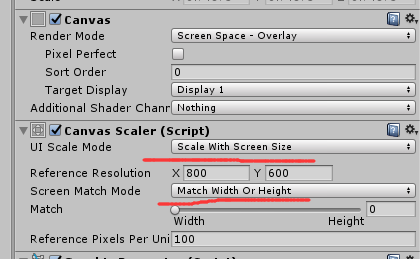 Canvas
Render Mode Screen Space - Overlay
Pixel Perfect
Sort Order 0
Target Display Display 1
Additional Shader Chann Nothing
Canvas Scaler (Script)
UI Scale Mode Scale With Screen Size
Reference Resolution X 800 Y 600
Screen Match Mode Match Width Or Height
Match 0
Width Height
Reference Pixels Per Uni 100